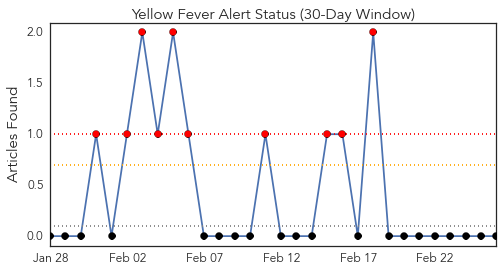 Yellow Fever Alert Status (30-Day Window)
Articles Found
2.0
1.5
1.0
0.5
0.0
Jan 28 Feb 02 Feb 07 Feb 12 Feb 17 Feb 22